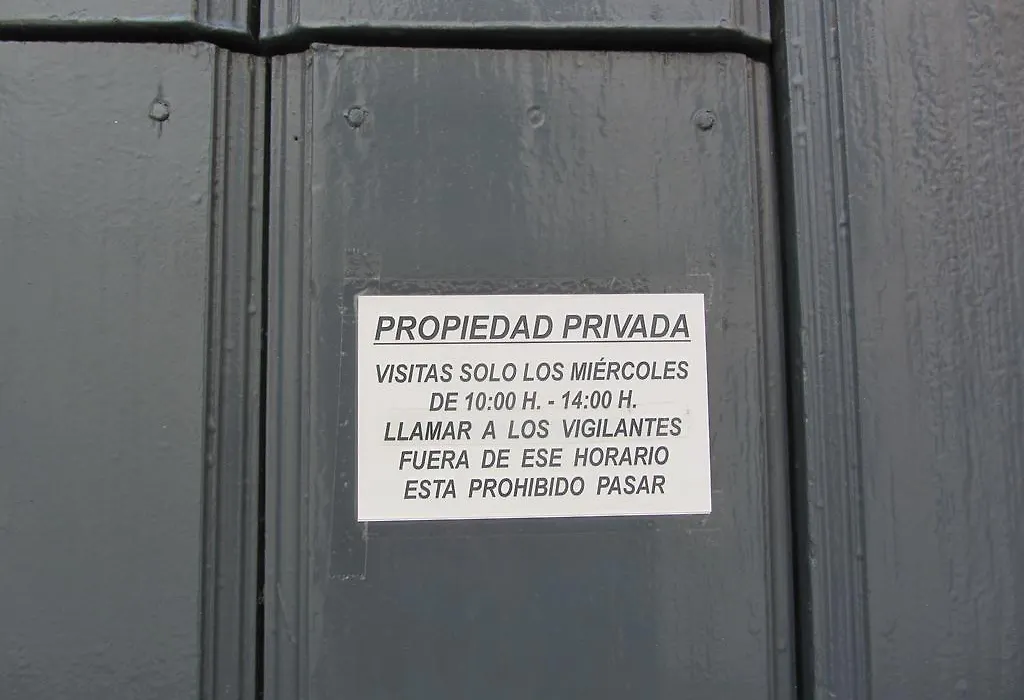 PROPIEDAD PRIVADA
VISITAS SOLO LOS MIÉRCOLES
DE 10:00 H. - 14:00 H.
LLAMAR A LOS VIGILANTES
FUERA DE ESE HORARIO
ESTA PROHIBIDO PASAR